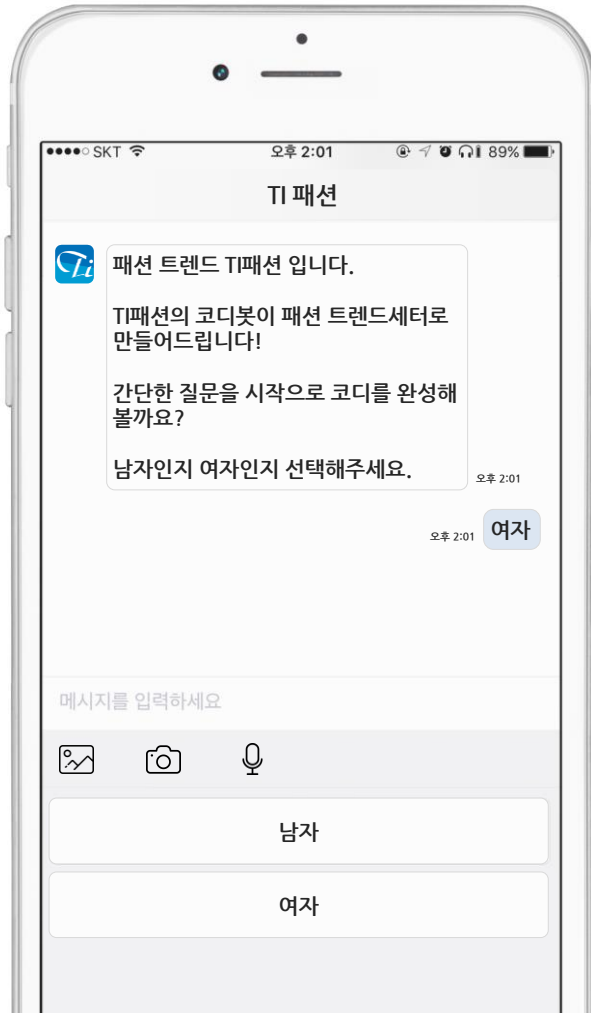 SKT 오후 2:01 89%
TI 패션
Ti
패션 트렌드 TI패션 입니다.
TI패션의 코디봇이 패션 트렌드세터로
만들어드립니다!
간단한 질문을 시작으로 코디를 완성해
볼까요?
남자인지 여자인지 선택해주세요.
오후 2:01
오후 2:01 여자
메시지를 입력하세요
남자
여자